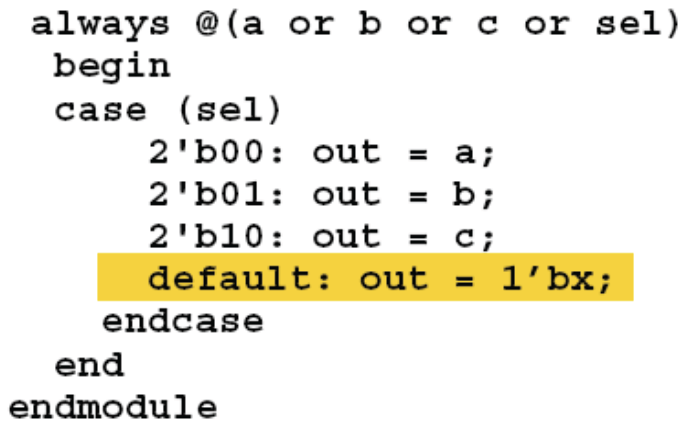 always @(a or b or c or sel)
begin
case (sel)
2'b00: out = a;
2'b01: out = b;
2'b10: out = c;
default: out = 1’bx;
endcase
end
endmodule